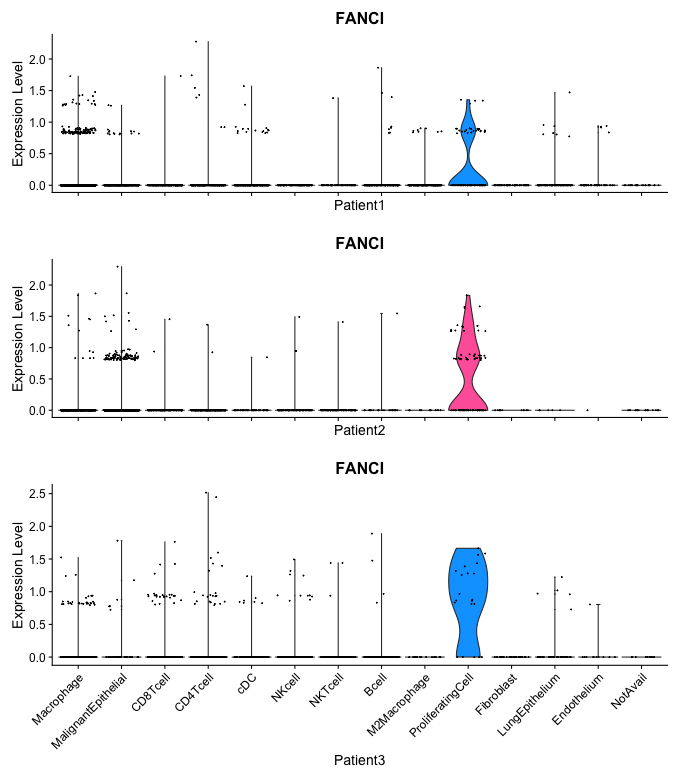 FANCI
Expression Level
2.0
1.5
1.0
0.5
0.0
Patient1
FANCI
Expression Level
2.0
1.5
1.0
0.5
0.0
Patient2
FANCI
Expression Level
2.5
2.0
1.5
1.0
0.5
0.0
Macrophage
MalignantEpithelial
CD8Tcell
CD4Tcell
cDC
NKcell
NKTcell
Bcell
M2Macrophage
ProliferatingCell
Fibroblast
LungEpithelium
Endothelium
NotAvail
Patient3